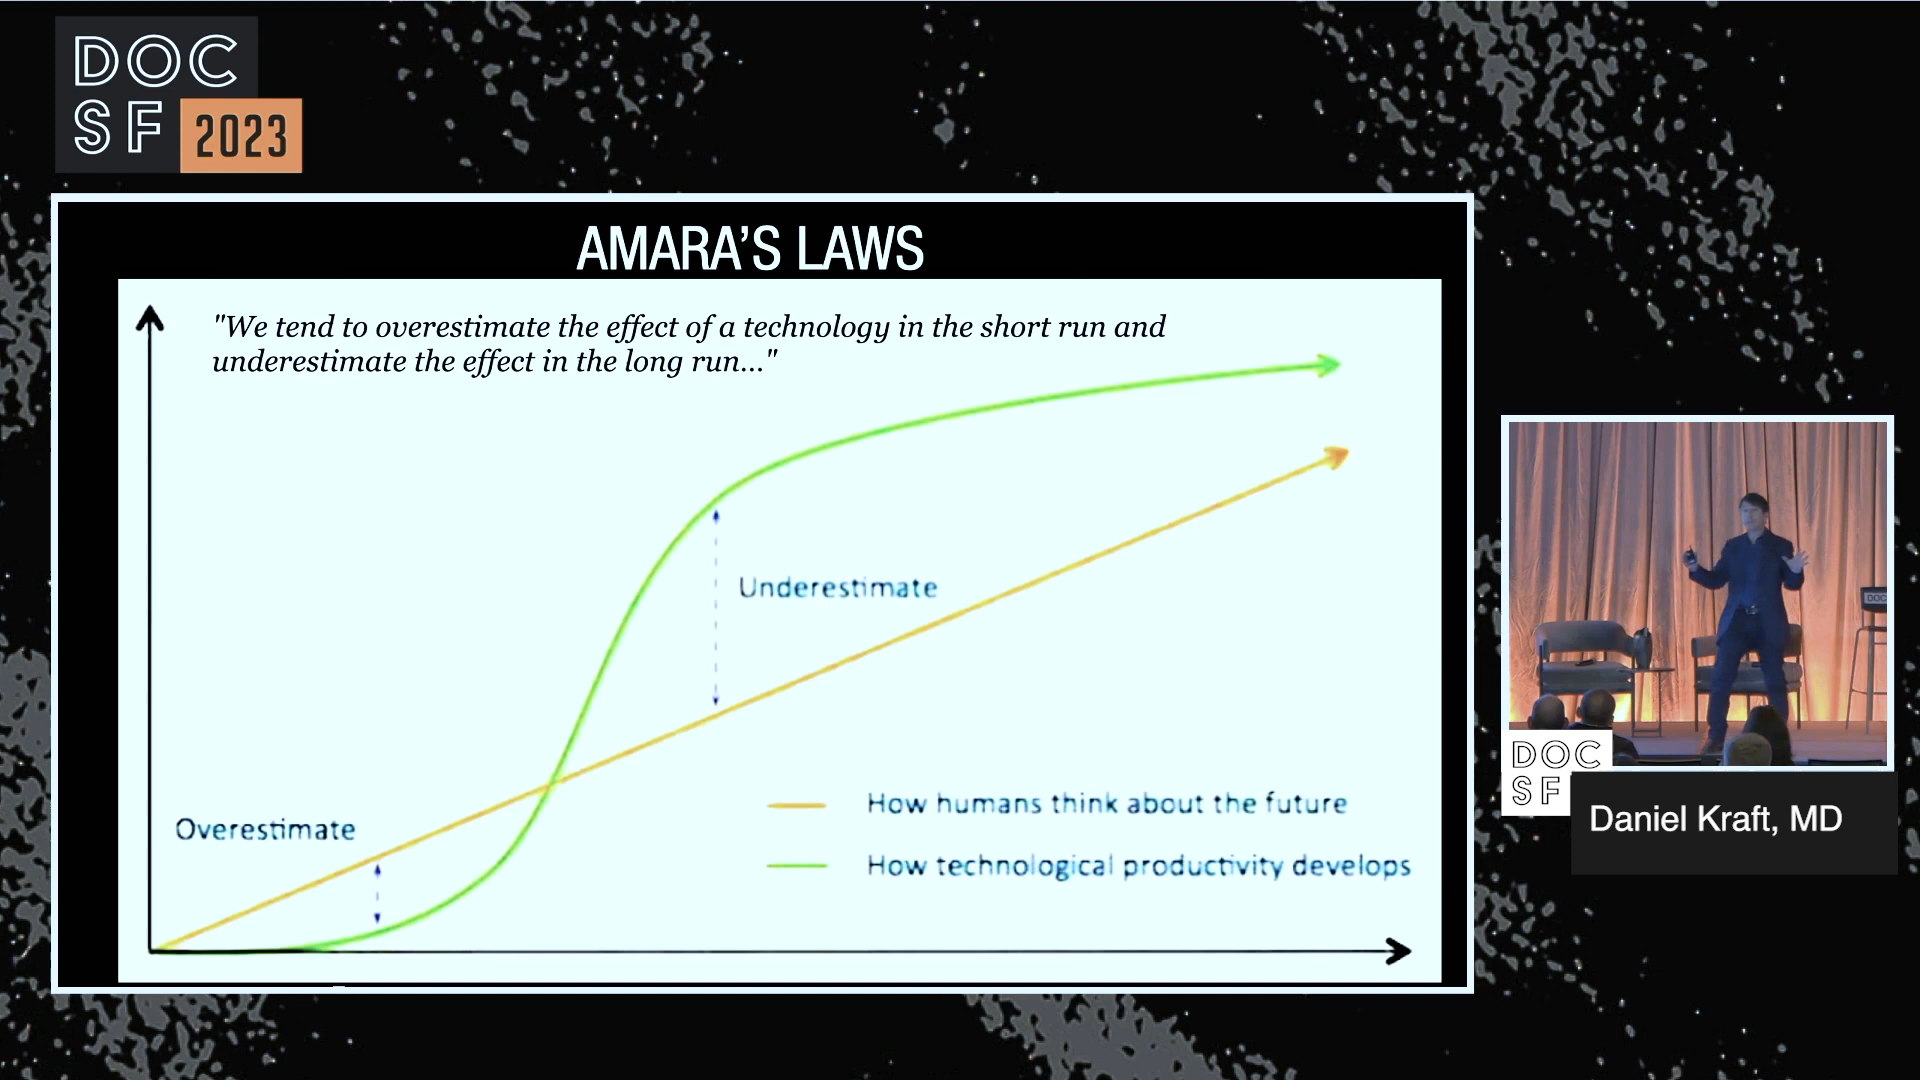 DOC
SF 2023
AMARA'S LAWS
"We tend to overestimate the effect of a technology in the short run and
underestimate the effect in the long run..."
Underestimate
Overestimate
How humans think about the future
How technological productivity develops
DOC
DOC
SF
Daniel Kraft, MD